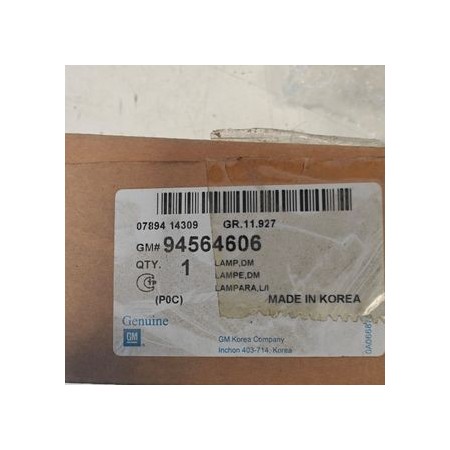 07894 14309 GR.11.927
GM# 94564606
QTY. 1 LAMP,DM
LAMPE,DM
(P0C) LAMPARA,L/I
MADE IN KOREA
Genuine
GM
GM Korea Company
Inchon 403-714, Korea